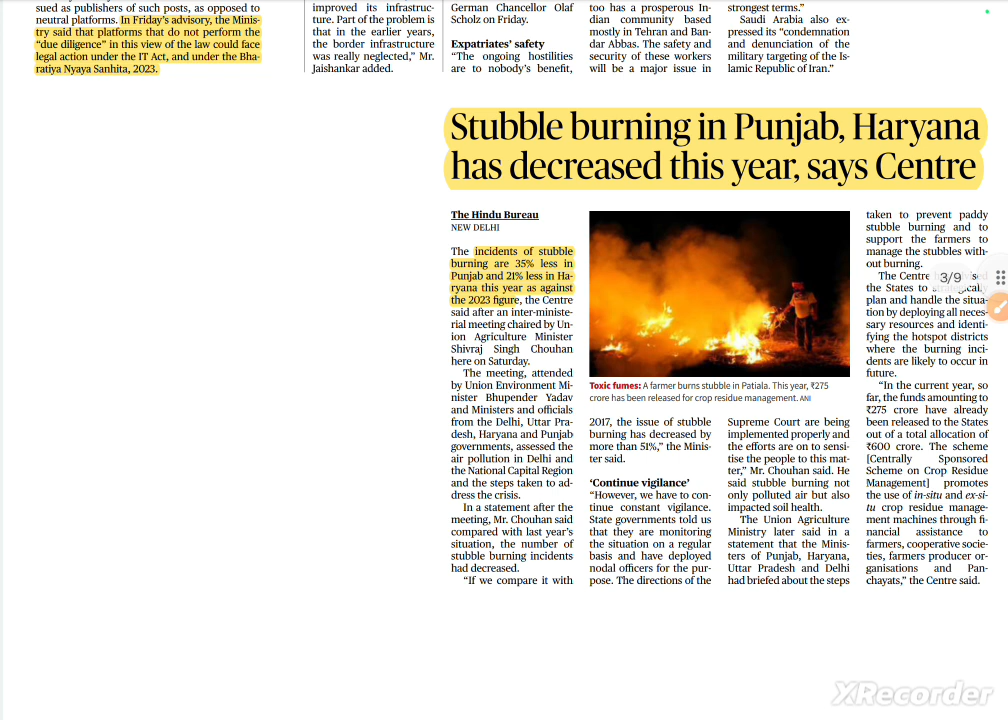 sued as publishers of such posts, as opposed to
neutral platforms. In Friday's advisory, the Minis-
try said that platforms that do not perform the
“due diligence” in this view of the law could face
legal action under the IT Act, and under the Bha-
ratiya Nyaya Sanhita, 2023.
improved its infrastruc-
ture. Part of the problem is
that in the earlier years,
the border infrastructure
was really neglected,” Mr.
Jaishankar added.
German Chancellor Olaf
Scholz on Friday.
Expatriates’ safety
“The ongoing hostilities
are to nobody’s benefit,
too has a prosperous In-
dian community based
mostly in Tehran and Ban-
dar Abbas. The safety and
security of these workers
will be a major issue in
strongest terms.”
Saudi Arabia also ex-
pressed its “condemnation
and denunciation of the
military targeting of the Is-
lamic Republic of Iran.”
Stubble burning in Punjab, Haryana
has decreased this year, says Centre
The Hindu Bureau
NEW DELHI
The incidents of stubble
burning are 35% less in
Punjab and 21% less in Ha-
ryana this year as against
the 2023 figure, the Centre
said after an inter-ministe-
rial meeting chaired by Un-
ion Agriculture Minister
Shivraj Singh Chouhan
here on Saturday.
The meeting, attended
by Union Environment Mi-
nister Bhupender Yadav
and Ministers and officials
from the Delhi, Uttar Pra-
desh, Haryana and Punjab
governments, assessed the
air pollution in Delhi and
the National Capital Region
and the steps taken to ad-
dress the crisis.
In a statement after the
meeting, Mr. Chouhan said
compared with last year’s
situation, the number of
stubble burning incidents
had decreased.
“If we compare it with
Toxic fumes: A farmer burns stubble in Patiala. This year, ₹275
crore has been released for crop residue management. ANI
2017, the issue of stubble
burning has decreased by
more than 51%,” the Minis-
ter said.
‘Continue vigilance’
“However, we have to con-
tinue constant vigilance.
State governments told us
that they are monitoring
the situation on a regular
basis and have deployed
nodal officers for the pur-
pose. The directions of the
Supreme Court are being
implemented properly and
the efforts are on to sensi-
tise the people to this mat-
ter,” Mr. Chouhan said. He
said stubble burning not
only polluted air but also
impacted soil health.
The Union Agriculture
Ministry later said in a
statement that the Minis-
ters of Punjab, Haryana,
Uttar Pradesh and Delhi
had briefed about the steps
taken to prevent paddy
stubble burning and to
support the farmers to
manage the stubbles with-
out burning.
The Centre
3/9
the States to strategically
plan and handle the situa-
tion by deploying all neces-
sary resources and identi-
fying the hotspot districts
where the burning inci-
dents are likely to occur in
future.
“In the current year, so
far, the funds amounting to
₹275 crore have already
been released to the States
out of a total allocation of
₹600 crore. The scheme
[Centrally Sponsored
Scheme on Crop Residue
Management] promotes
the use of in-situ and ex-si-
tu crop residue manage-
ment machines through fi-
nancial assistance to
farmers, cooperative socie-
ties, farmers producer or-
ganisations and Pan-
chayats,” the Centre said.
XRecorder